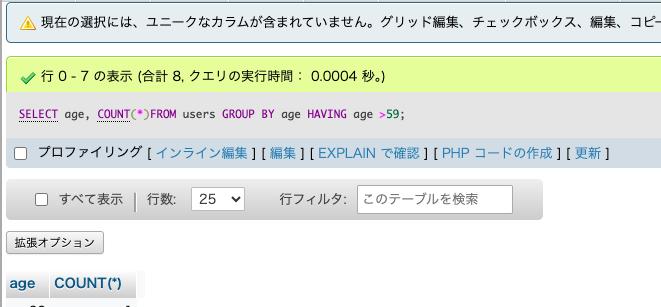 現在の選択には、ユニークなカラムが含まれていません。グリッド編集、チェックボックス、編集、コピー
行 0 - 7 の表示 (合計 8, クエリの実行時間： 0.0004 秒。)
SELECT age, COUNT(*)FROM users GROUP BY age HAVING age >59;
プロファイリング [ インライン編集 ] [ 編集 ] [ EXPLAIN で確認 ] [ PHP コードの作成 ] [ 更新 ]
すべて表示 | 行数: 25 行フィルタ: このテーブルを検索
拡張オプション
age COUNT(*)